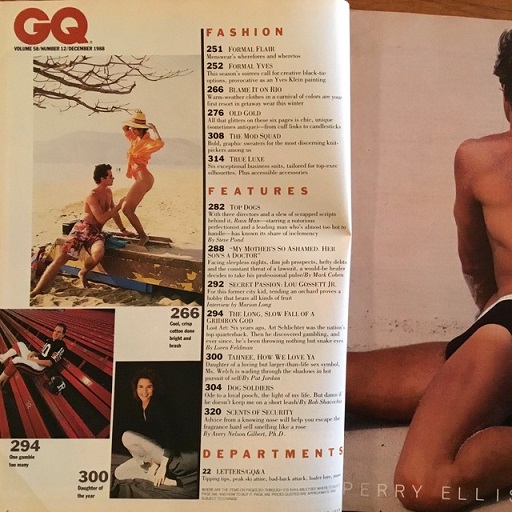 GQ
VOLUME 58/NUMBER 12/DECEMBER 1988
266
Cool, crisp
cotton done
bright and
brash
294
One gamble
too many
300
Daughter of
the year
FASHION
251 FORMAL FLAIR
Menswear's wherefores and wheretos
252 FORMAL YVES
This season's soirees call for creative black-tie
options, provocative as an Yves Klein painting
266 BLAME IT ON RIO
Warm-weather clothes in a carnival of colors are your
first resort in getaway wear this winter
276 OLD GOLD
All that glitters on these six pages is chic, unique
(sometimes antique)—from cuff links to candlesticks
308 THE MOD SQUAD
Bold, graphic sweaters for the most discerning knit-
pickers among us
314 TRUE LUXE
Six exceptional business suits, tailored for top-exec
silhouettes. Plus accessible accessories
FEATURES
282 TOP DOGS
With three directors and a slew of scrapped scripts
behind it, Rain Man—starring a notorious
perfectionist and a leading man who's almost too hot to
handle—has known its share of inclemency
By Steve Pond
288 "MY MOTHER'S SO ASHAMED. HER
SON'S A DOCTOR"
Facing sleepless nights, dim job prospects, hefty debts
and the constant threat of a lawsuit, a would-be healer
decides to take his professional pulse/By Mark Cohen
292 SECRET PASSION: LOU GOSSETT JR.
For this former city kid, tending an orchard proves a
hobby that bears all kinds of fruit
Interview by Marian Long
294 THE LONG, SLOW FALL OF A
GRIDIRON GOD
Lost Art: Six years ago, Art Schlichter was the nation's
top quarterback. Then he discovered gambling, and
ever since, he's been throwing nothing but snake eyes
By Loren Feldman
300 TAHNEE, HOW WE LOVE YA
Daughter of a loving but larger-than-life sex symbol,
Ms. Welch is wading through the shadows in hot
pursuit of self/By Pat Jordan
304 DOG SOLDIERS
Ode to a loyal pooch, the light of my life. But damn if
he doesn't keep me on a short leash/By Bob Shacochis
320 SCENTS OF SECURITY
Advice from a knowing nose will help you escape the
fragrance hard sell smelling like a rose
By Avery Nelson Gilbert, Ph.D.
DEPARTMENTS
22 LETTERS/GQ&A
Tipping tips, peak ski attire, bad-back attack, loafer lore,
PERRY ELLIS